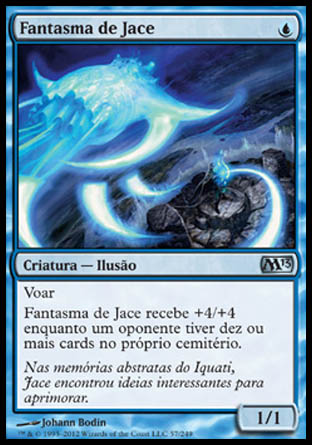 Fantasma de Jace
Criatura — Ilusão
M13
Voar
Fantasma de Jace recebe +4/+4
enquanto um oponente tiver dez ou
mais cards no próprio cemitério.
Nas memórias abstratas do Iquati,
Jace encontrou ideias interessantes para
aprimorar.
Johann Bodin
™ & © 1993–2012 Wizards of the Coast LLC 57/249
1/1